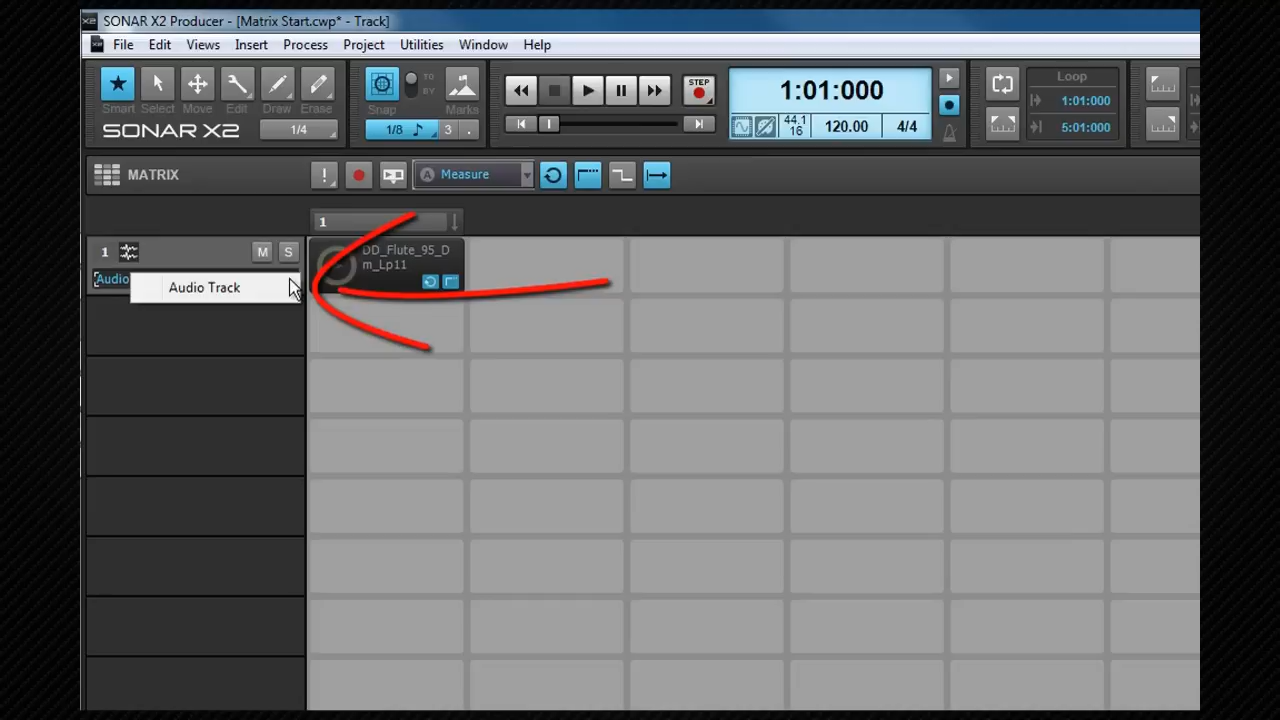 SONAR X2 Producer - [Matrix Start.cwp* - Track]
File Edit Views Insert Process Project Utilities Window Help
Smart Select Move Edit Draw Erase
SONAR X2 1/4
TO
BY
Snap Marks
1/8 3 .
STEP
1:01:000
44.1
16 120.00 4/4
Loop
1:01:000
5:01:000
MATRIX
! A Measure
1
1 M S
Audio
Audio Track
DD_Flute_95_D
m_Lp11